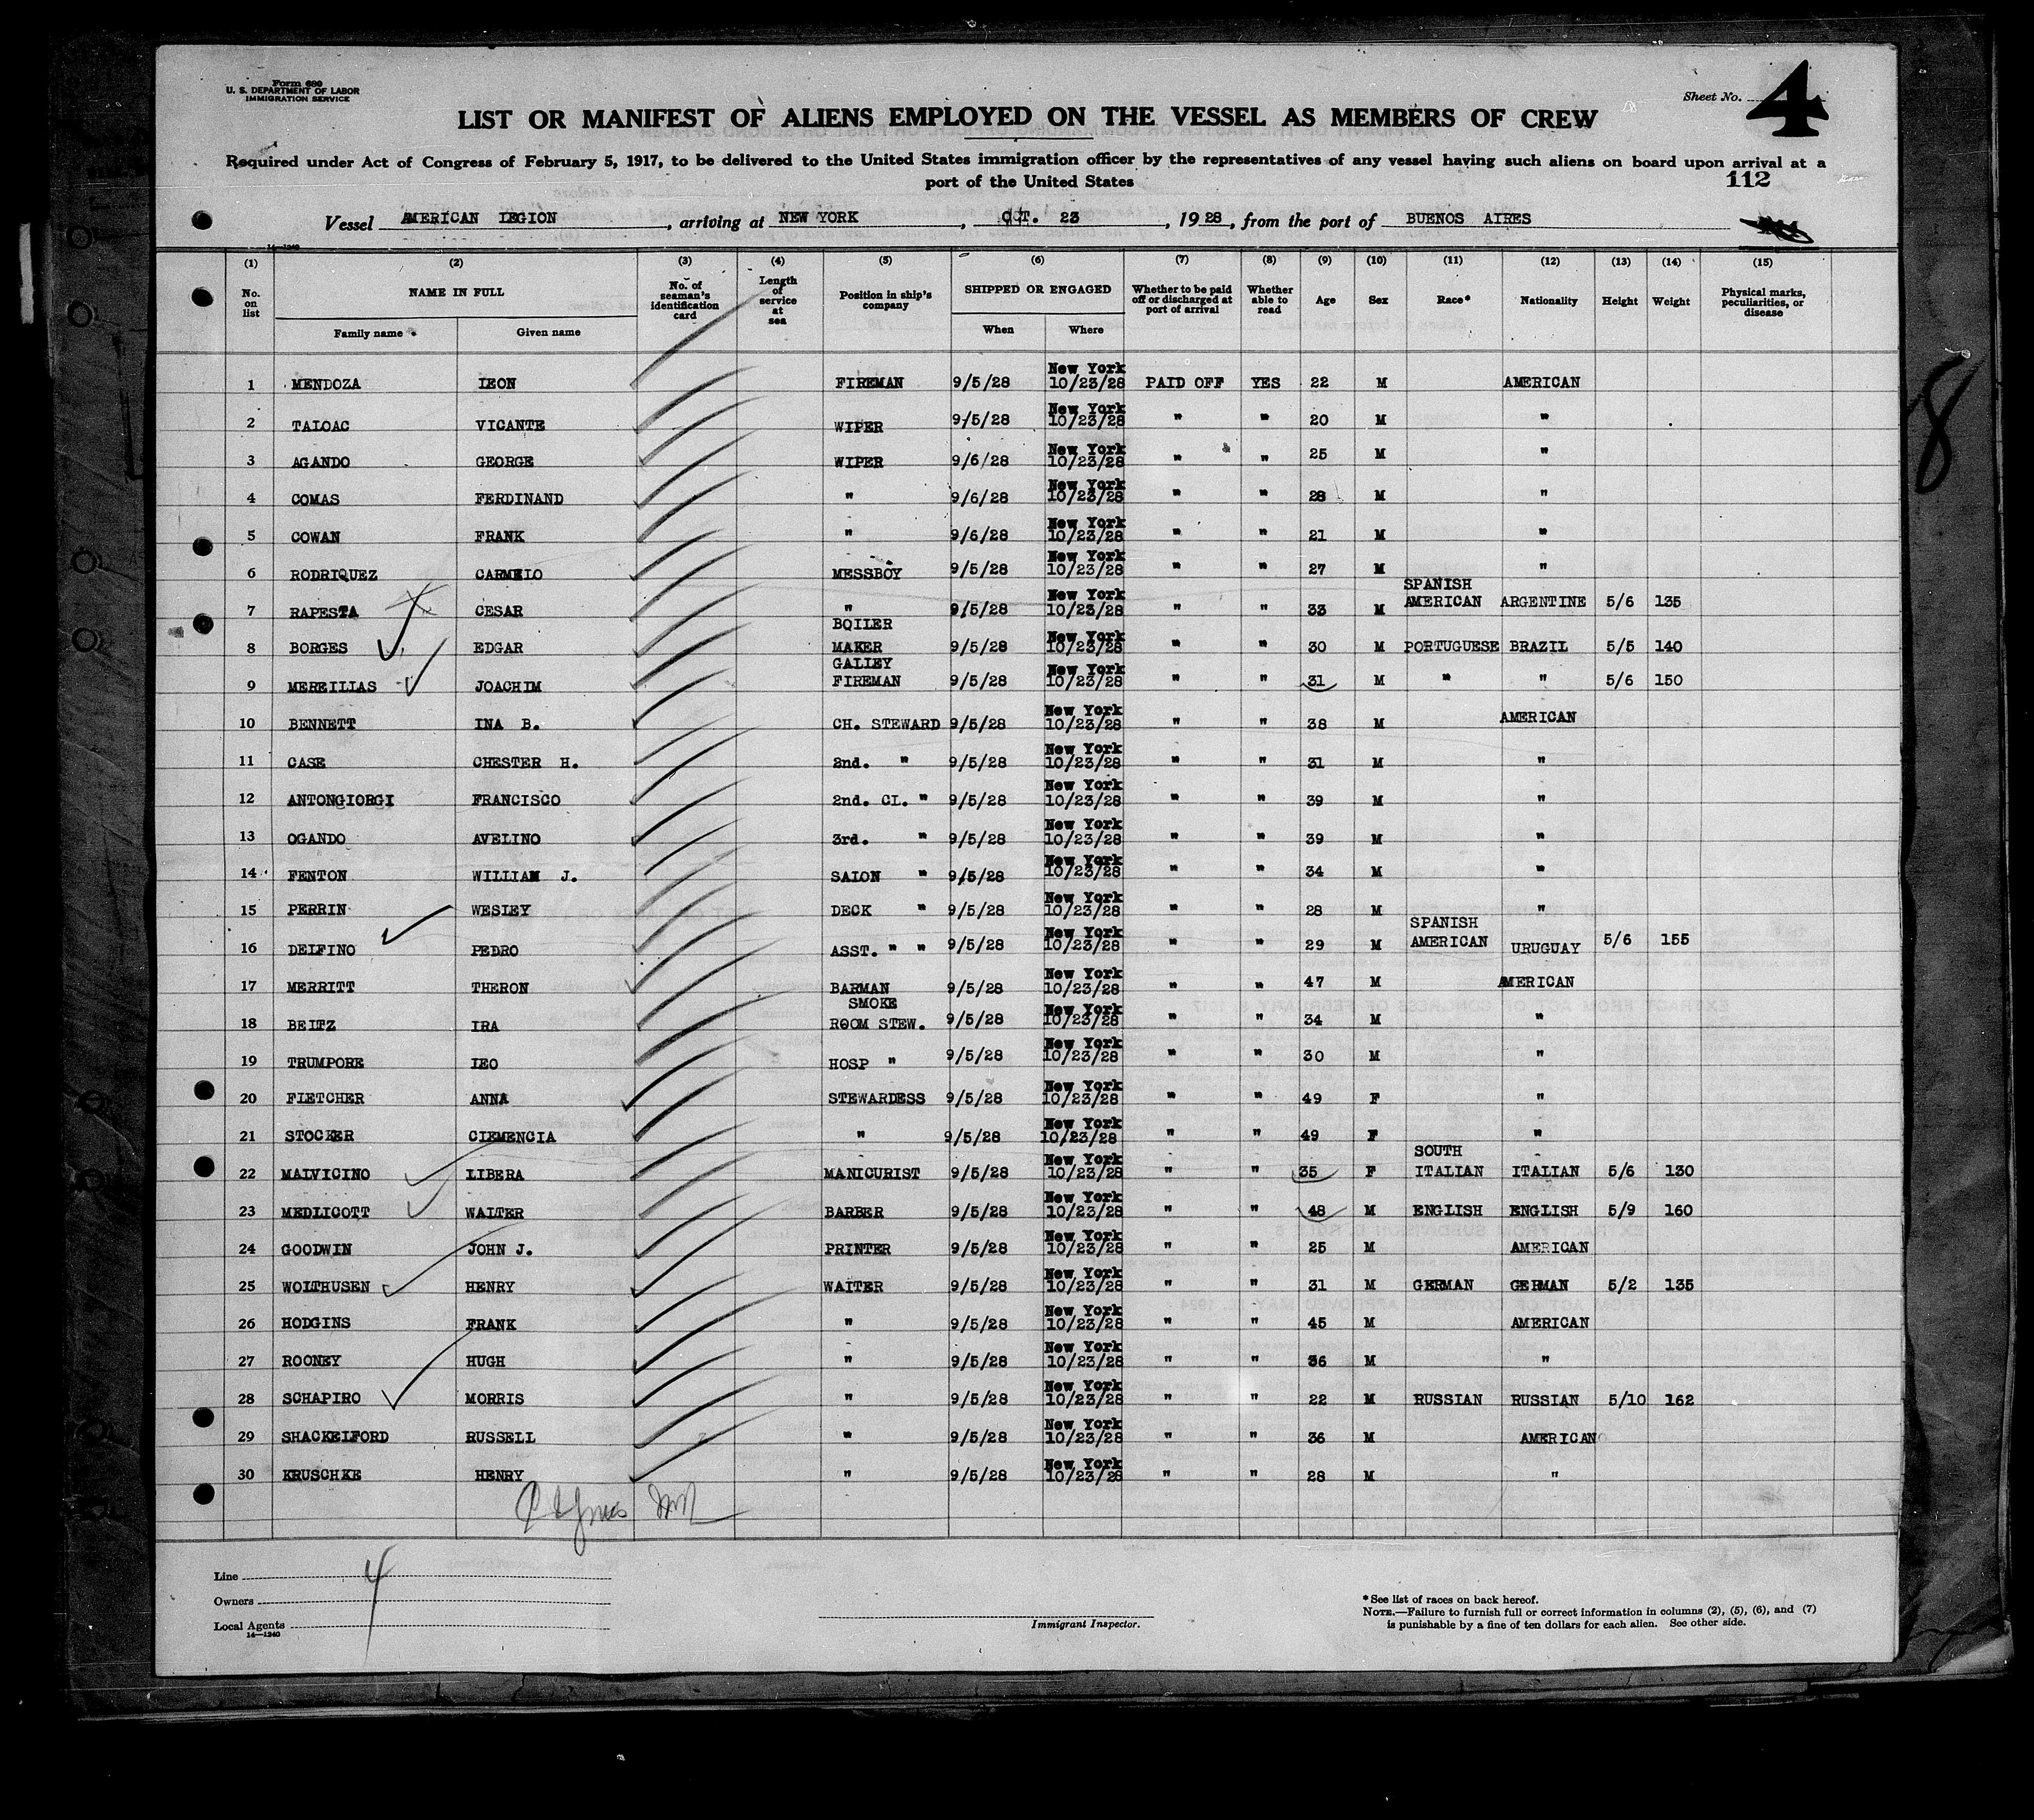 Form 689
U. S. DEPARTMENT OF LABOR
IMMIGRATION SERVICE
Sheet No. 4
LIST OR MANIFEST OF ALIENS EMPLOYED ON THE VESSEL AS MEMBERS OF CREW
Required under Act of Congress of February 5, 1917, to be delivered to the United States immigration officer by the representatives of any vessel having such aliens on board upon arrival at a
port of the United States
112
Vessel AMERICAN LEGION, arriving at NEW YORK, OCT. 23, 1928, from the port of BUENOS AIRES
14—1240
(1) (2) (3) (4) (5) (6) (7) (8) (9) (10) (11) (12) (13) (14) (15)
No. on list NAME IN FULL No. of seaman's identification card Length of service at sea Position in ship's company SHIPPED OR ENGAGED Whether to be paid off or discharged at port of arrival Whether able to read Age Sex Race* Nationality Height Weight Physical marks, peculiarities, or disease
Family name Given name When Where
1 MENDOZA LEON FIREMAN 9/5/28 New York 10/23/28 PAID OFF YES 22 M AMERICAN
2 TALOAC VICANTE WIPER 9/5/28 New York 10/23/28 " " 20 M "
3 AGANDO GEORGE WIPER 9/6/28 New York 10/23/28 " " 25 M "
4 COMAS FERDINAND " 9/6/28 New York 10/23/28 " " 28 M "
5 COWAN FRANK " 9/6/28 New York 10/23/28 " " 21 M "
6 RODRIQUEZ CARMELO MESSBOY 9/5/28 New York 10/23/28 " " 27 M "
7 RAPESTA CESAR " 9/5/28 New York 10/23/28 " " 33 M SPANISH AMERICAN ARGENTINE 5/6 135
8 BORGES EDGAR BOILER MAKER 9/5/28 New York 10/23/28 " " 30 M PORTUGUESE BRAZIL 5/5 140
9 MEREILIAS JOACHIM GALLEY FIREMAN 9/5/28 New York 10/23/28 " " 31 M " " 5/6 150
10 BENNETT INA B. CH. STEWARD 9/5/28 New York 10/23/28 " " 38 M AMERICAN
11 CASE CHESTER H. 2nd. " 9/5/28 New York 10/23/28 " " 31 M "
12 ANTONGIORGI FRANCISCO 2nd. CL. " 9/5/28 New York 10/23/28 " " 39 M "
13 OGANDO AVELINO 3rd. " 9/5/28 New York 10/23/28 " " 39 M "
14 FENTON WILLIAM J. SALON " 9/5/28 New York 10/23/28 " " 34 M "
15 PERRIN WESLEY DECK " 9/5/28 New York 10/23/28 " " 28 M "
16 DELFINO PEDRO ASST. " " 9/5/28 New York 10/23/28 " " 29 M SPANISH AMERICAN URUGUAY 5/6 155
17 MERRITT THERON BARMAN 9/5/28 New York 10/23/28 " " 47 M AMERICAN
18 BEITZ IRA SMOKE ROOM STEW. 9/5/28 New York 10/23/28 " " 34 M "
19 TRUMPORE LEO HOSP " 9/5/28 New York 10/23/28 " " 30 M "
20 FLETCHER ANNA STEWARDESS 9/5/28 New York 10/23/28 " " 49 F "
21 STOCKER CLEMENCIA " 9/5/28 New York 10/23/28 " " 49 F "
22 MALVICINO LIBERA MANICURIST 9/5/28 New York 10/23/28 " " 35 F SOUTH ITALIAN ITALIAN 5/6 130
23 MEDLICOTT WALTER BARBER 9/5/28 New York 10/23/28 " " 48 M ENGLISH ENGLISH 5/9 160
24 GOODWIN JOHN J. PRINTER 9/5/28 New York 10/23/28 " " 25 M AMERICAN
25 WOLTHUSEN HENRY WAITER 9/5/28 New York 10/23/28 " " 31 M GERMAN GERMAN 5/2 135
26 HODGINS FRANK " 9/5/28 New York 10/23/28 " " 45 M AMERICAN
27 ROONEY HUGH " 9/5/28 New York 10/23/28 " " 36 M "
28 SCHAPIRO MORRIS " 9/5/28 New York 10/23/28 " " 22 M RUSSIAN RUSSIAN 5/10 162
29 SHACKELFORD RUSSELL " 9/5/28 New York 10/23/28 " " 36 M AMERICAN
30 KRUSCHKE HENRY " 9/5/28 New York 10/23/28 " " 28 M "
Line
Owners
Local Agents
14—1240
4
Immigrant Inspector.
*See list of races on back hereof.
NOTE.—Failure to furnish full or correct information in columns (2), (5), (6), and (7)
is punishable by a fine of ten dollars for each alien. See other side.
8